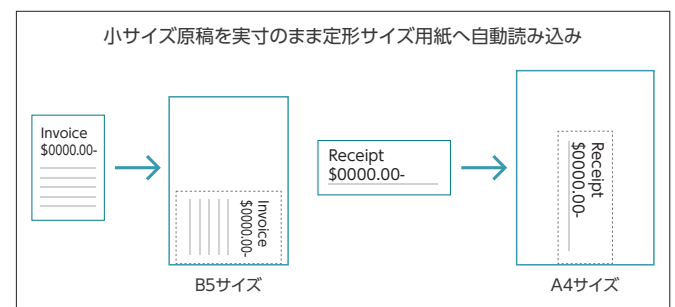 小サイズ原稿を実寸のまま定形サイズ用紙へ自動読み込み
Invoice
$0000.00-
Invoice
$0000.00-
B5サイズ
Receipt
$0000.00-
Receipt
$0000.00-
A4サイズ